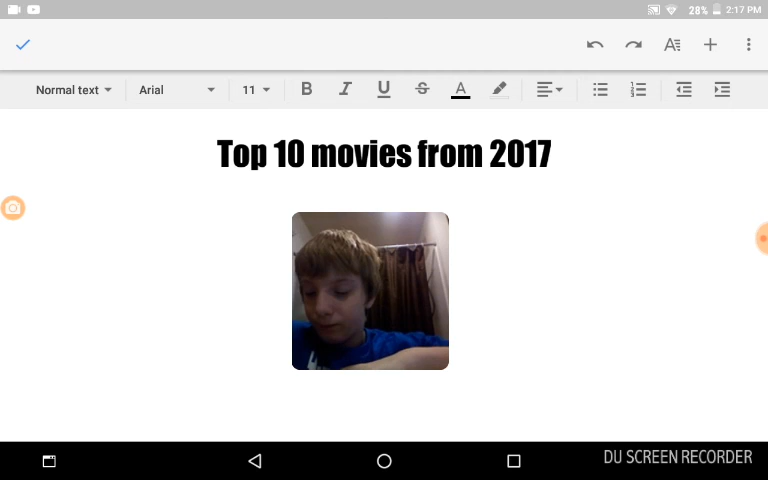 28% 2:17 PM
Normal text Arial 11 B I U S A
Top 10 movies from 2017
DU SCREEN RECORDER